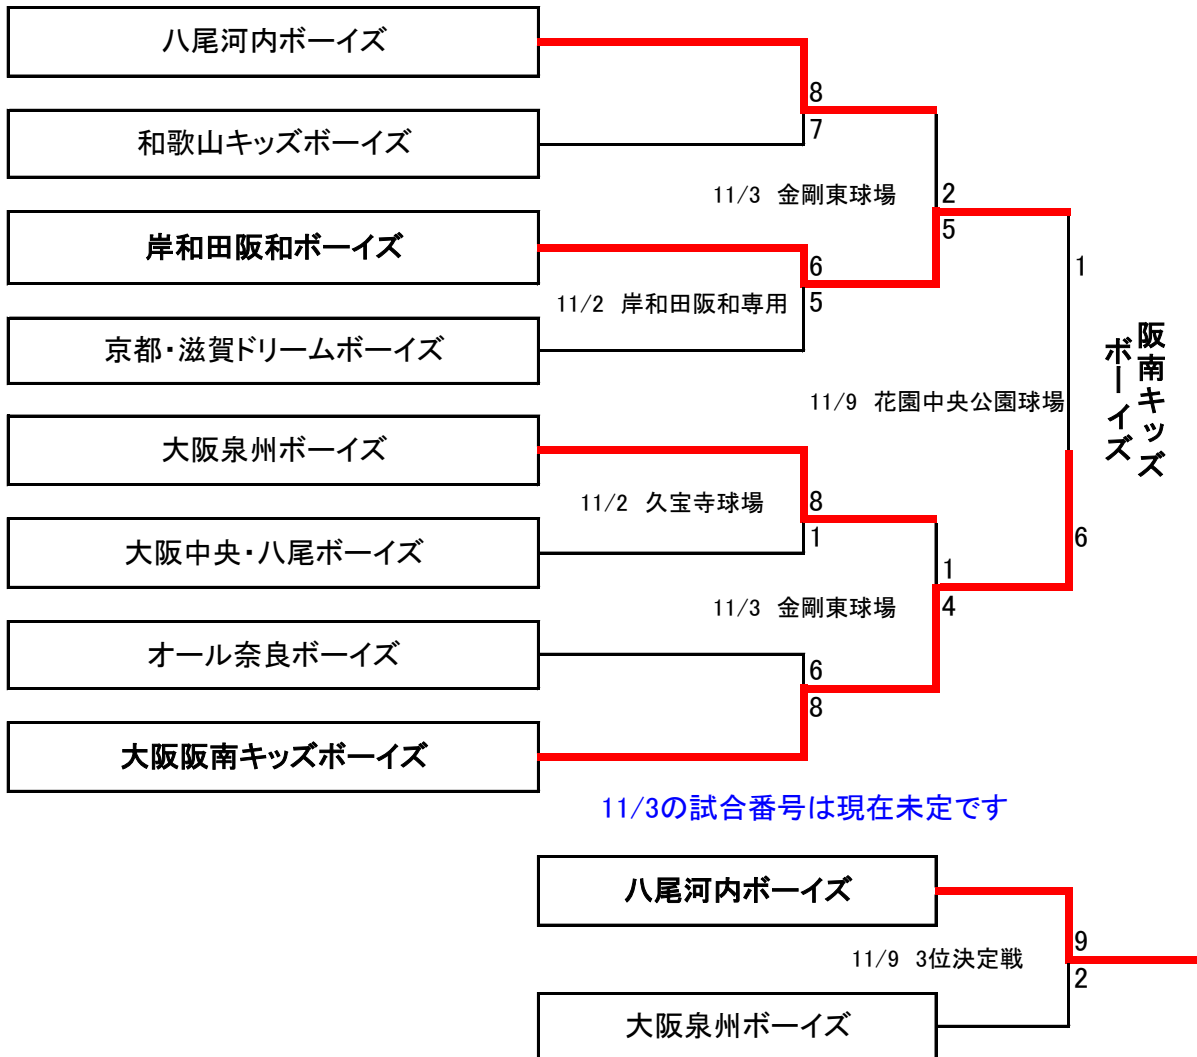 八尾河内ボーイズ
8
7
和歌山キッズボーイズ
11/3 金剛東球場
2
5
岸和田阪和ボーイズ
6
5
11/2 岸和田阪和専用
1
京都・滋賀ドリームボーイズ
阪南キッズ
ボーイズ
11/9 花園中央公園球場
大阪泉州ボーイズ
11/2 久宝寺球場
8
1
6
大阪中央・八尾ボーイズ
1
4
11/3 金剛東球場
オール奈良ボーイズ
6
8
大阪阪南キッズボーイズ
11/3の試合番号は現在未定です
八尾河内ボーイズ
9
2
11/9 3位決定戦
大阪泉州ボーイズ